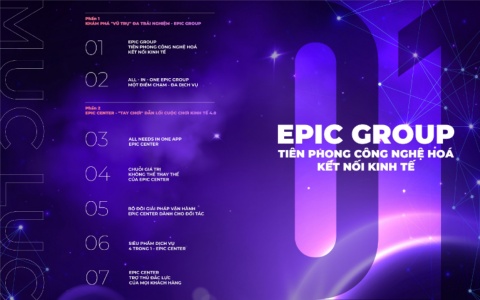 MỤC LỤC
Phần 1
KHÁM PHÁ "VŨ TRỤ" ĐA TRẢI NGHIỆM - EPIC GROUP
01
EPIC GROUP
TIÊN PHONG CÔNG NGHỆ HOÁ
KẾT NỐI KINH TẾ
02
ALL - IN - ONE EPIC GROUP
MỘT ĐIỂM CHẠM - ĐA DỊCH VỤ
Phần 2
EPIC CENTER - "TAY CHƠI" DẪN LỐI CUỘC CHƠI KINH TẾ 4.0
03
ALL NEEDS IN ONE APP
EPIC CENTER
04
CHUỖI GIÁ TRỊ
KHÔNG THỂ THAY THẾ
CỦA EPIC CENTER
05
BỘ ĐÔI GIẢI PHÁP VẬN HÀNH
EPIC CENTER DÀNH CHO ĐỐI TÁC
06
SIÊU PHẨM DỊCH VỤ
4 TRONG 1 - EPIC CENTER
07
EPIC CENTER
TRỢ THỦ ĐẮC LỰC
CỦA MỌI KHÁCH HÀNG
01
EPIC GROUP
TIÊN PHONG CÔNG NGHỆ HOÁ
KẾT NỐI KINH TẾ